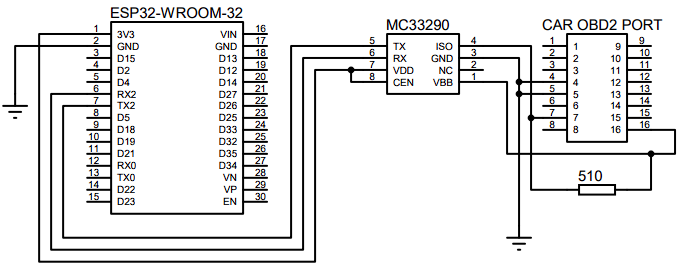 ESP32-WROOM-32
1 3V3 VIN 16
2 GND GND 17
3 D15 D13 18
4 D2 D12 19
5 D4 D14 20
6 RX2 D27 21
7 TX2 D26 22
8 D5 D25 23
9 D18 D33 24
10 D19 D32 25
11 D21 D35 26
12 RX0 D34 27
13 TX0 VN 28
14 D22 VP 29
15 D23 EN 30
MC33290
5 TX ISO 4
6 RX GND 3
7 VDD NC 2
8 CEN VBB 1
CAR OBD2 PORT
1 1 9 9
2 2 10 10
3 3 11 11
4 4 12 12
5 5 13 13
6 6 14 14
7 7 15 15
8 8 16 16
510